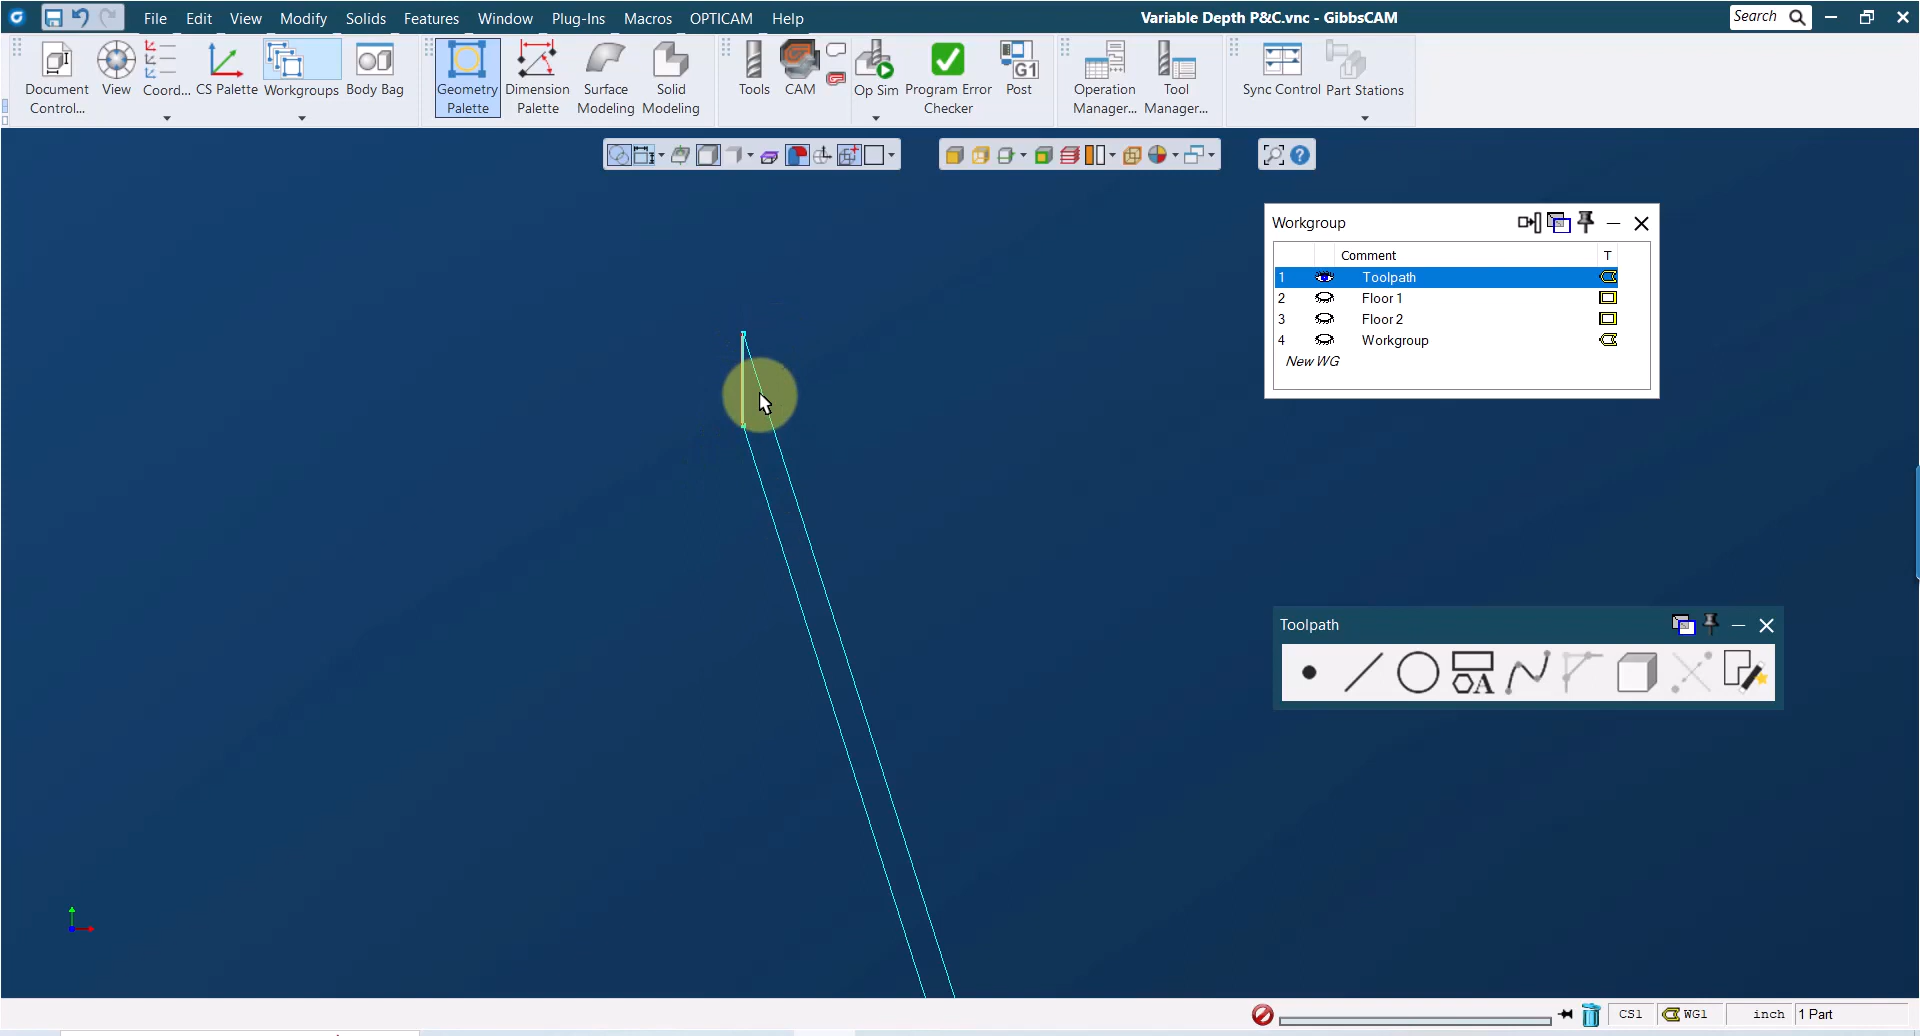 File Edit View Modify Solids Features Window Plug-Ins Macros OPTICAM Help
Variable Depth P&C.vnc - GibbsCAM
Search
Document Control...
View
Coord...
CS Palette
Workgroups
Body Bag
Geometry Palette
Dimension Palette
Surface Modeling
Solid Modeling
Tools
CAM
Op Sim
Program Error Checker
G1
Post
Operation Manager...
Tool Manager...
Sync Control
Part Stations
Workgroup
Comment T
1 Toolpath
2 Floor 1
3 Floor 2
4 Workgroup
New WG
Toolpath
A
CS1 WG1 inch 1 Part